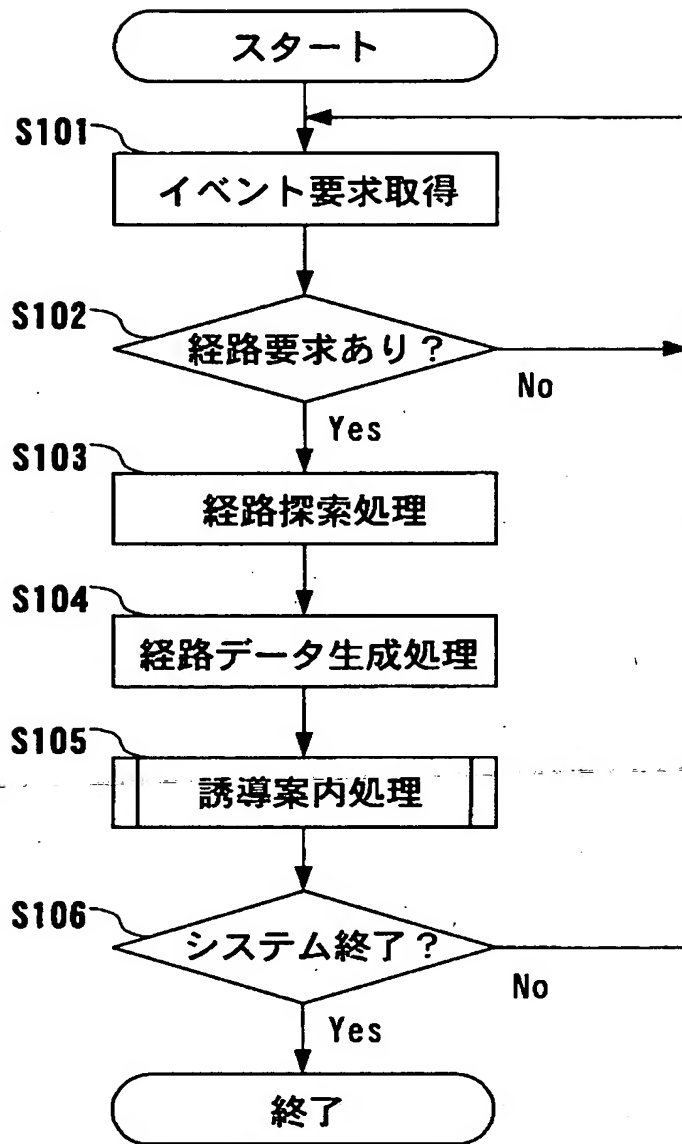 スタート
S101
イベント要求取得
S102
経路要求あり？
No
Yes
S103
経路探索処理
S104
経路データ生成処理
S105
誘導案内処理
S106
システム終了？
No
Yes
終了